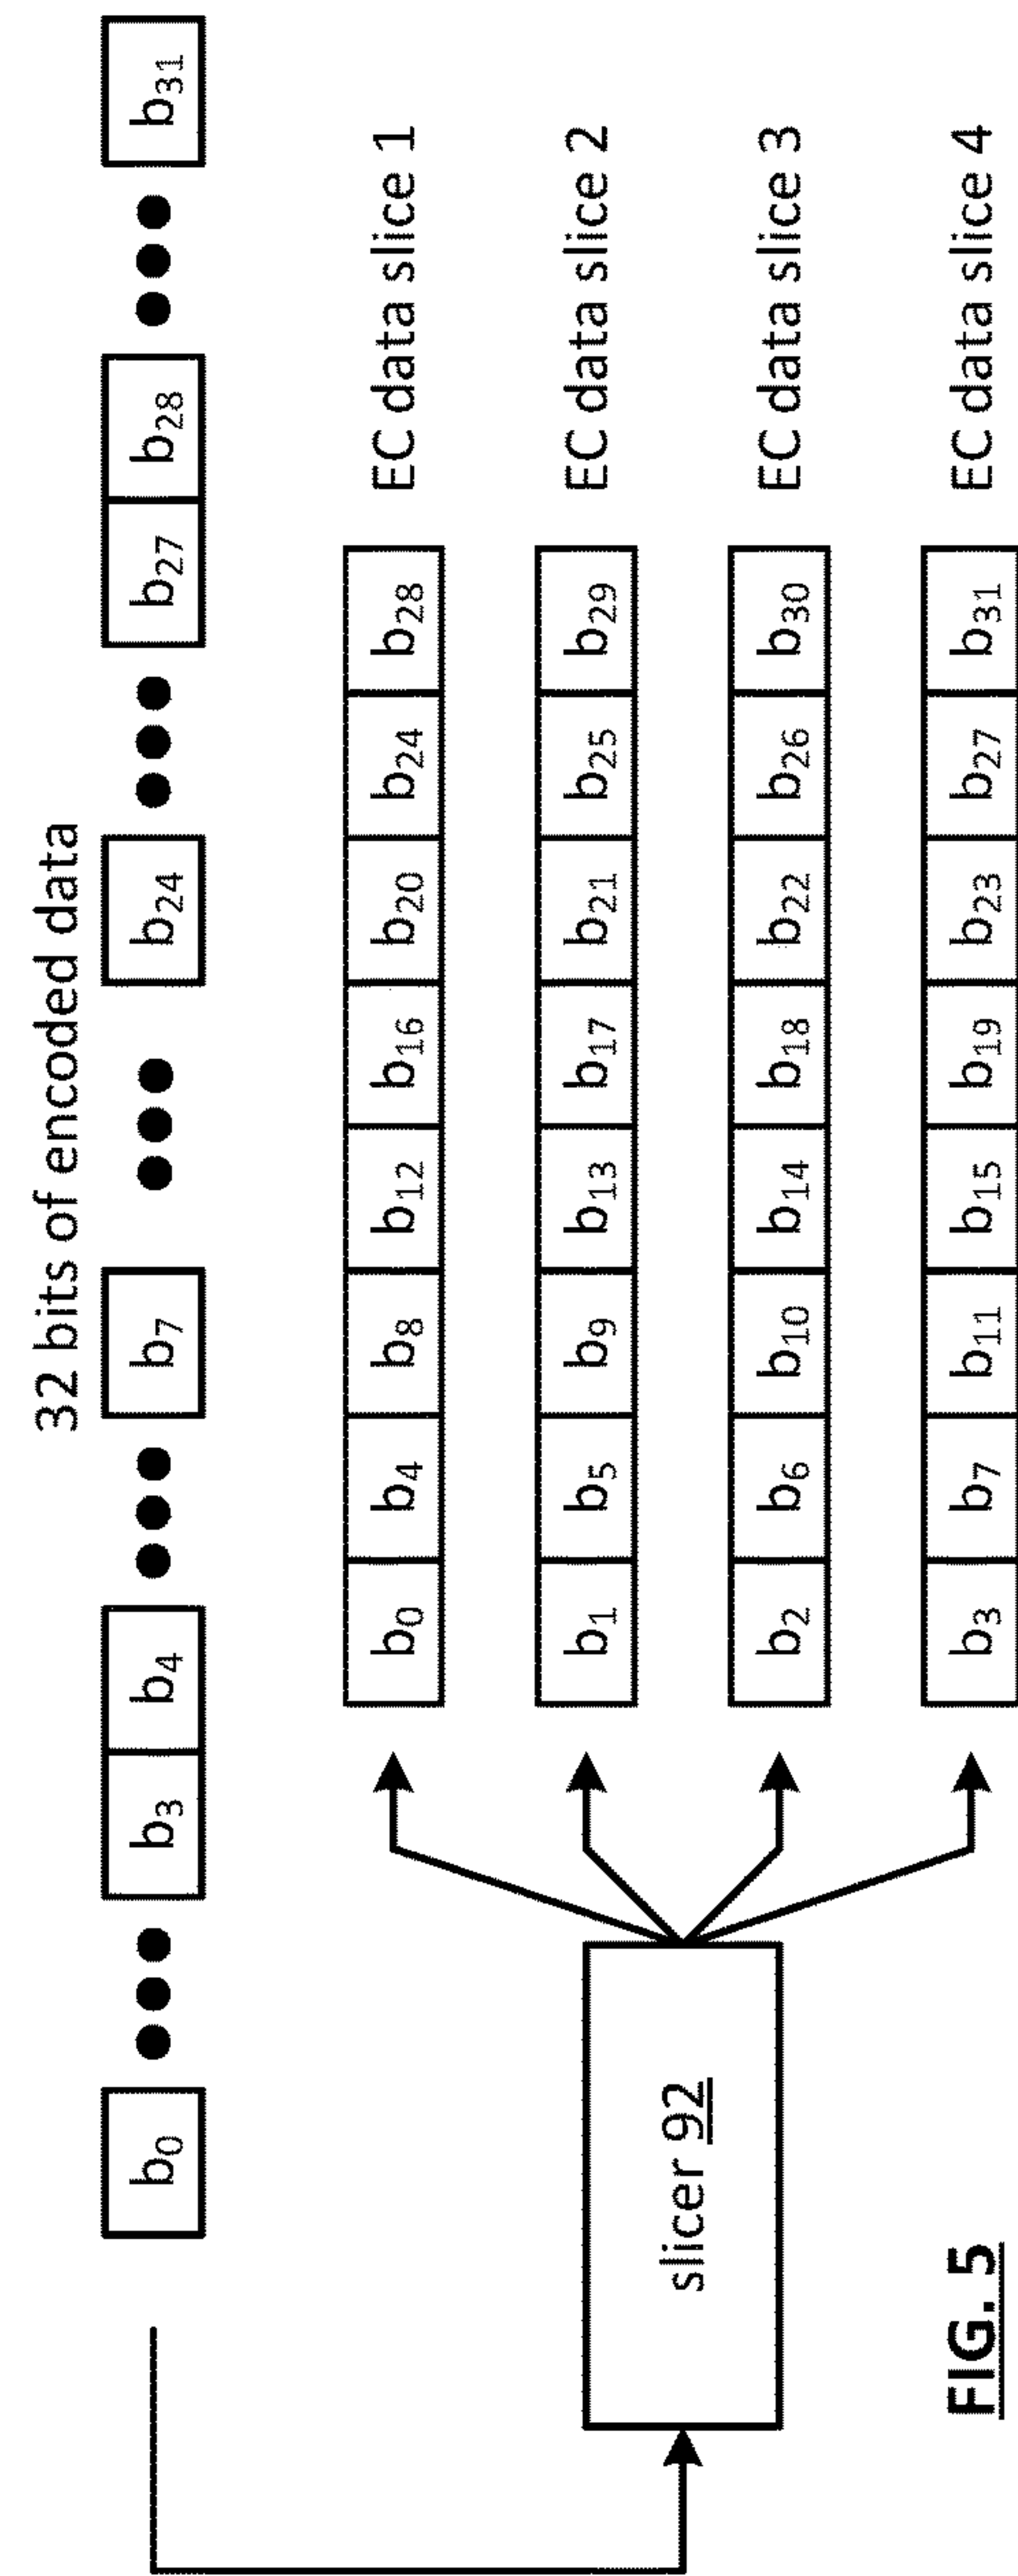 32 bits of encoded data
b0 ••• b3 b4 ••• b7 ••• b24 ••• b27 b28 ••• b31
b0 b4 b8 b12 b16 b20 b24 b28 EC data slice 1
b1 b5 b9 b13 b17 b21 b25 b29 EC data slice 2
slicer 92
b2 b6 b10 b14 b18 b22 b26 b30 EC data slice 3
b3 b7 b11 b15 b19 b23 b27 b31 EC data slice 4
FIG. 5